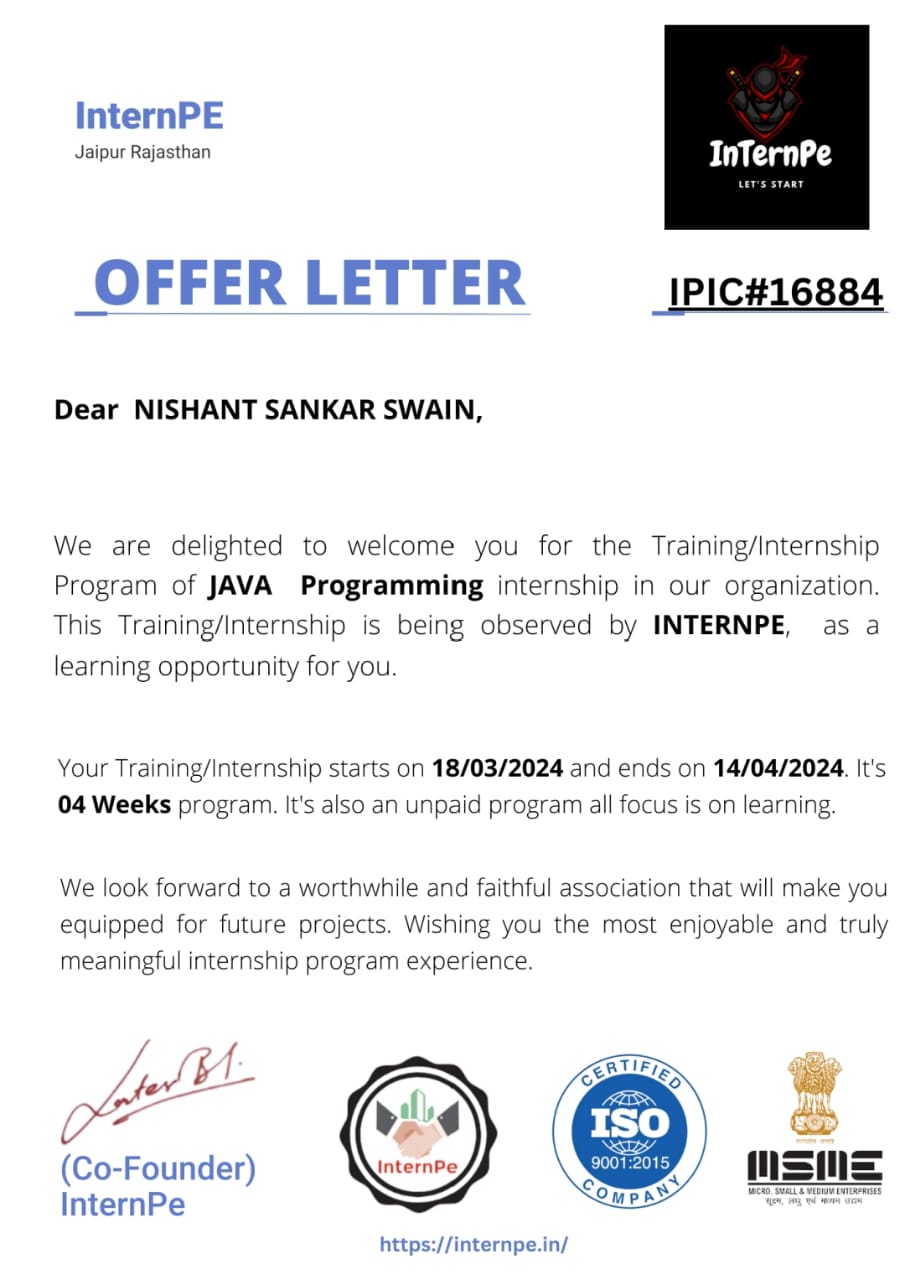 InternPE
Jaipur Rajasthan
InTernPe
LET'S START
OFFER LETTER
IPIC#16884
Dear NISHANT SANKAR SWAIN,
We are delighted to welcome you for the Training/Internship
Program of JAVA Programming internship in our organization.
This Training/Internship is being observed by INTERNPE, as a
learning opportunity for you.
Your Training/Internship starts on 18/03/2024 and ends on 14/04/2024. It's
04 Weeks program. It's also an unpaid program all focus is on learning.
We look forward to a worthwhile and faithful association that will make you
equipped for future projects. Wishing you the most enjoyable and truly
meaningful internship program experience.
(Co-Founder)
InternPe
InternPe
CERTIFIED
ISO
9001:2015
COMPANY
सत्यमेव जयते
MSME
MICRO, SMALL & MEDIUM ENTERPRISES
सूक्ष्म, लघु एवं मध्यम उद्यम
https://internpe.in/